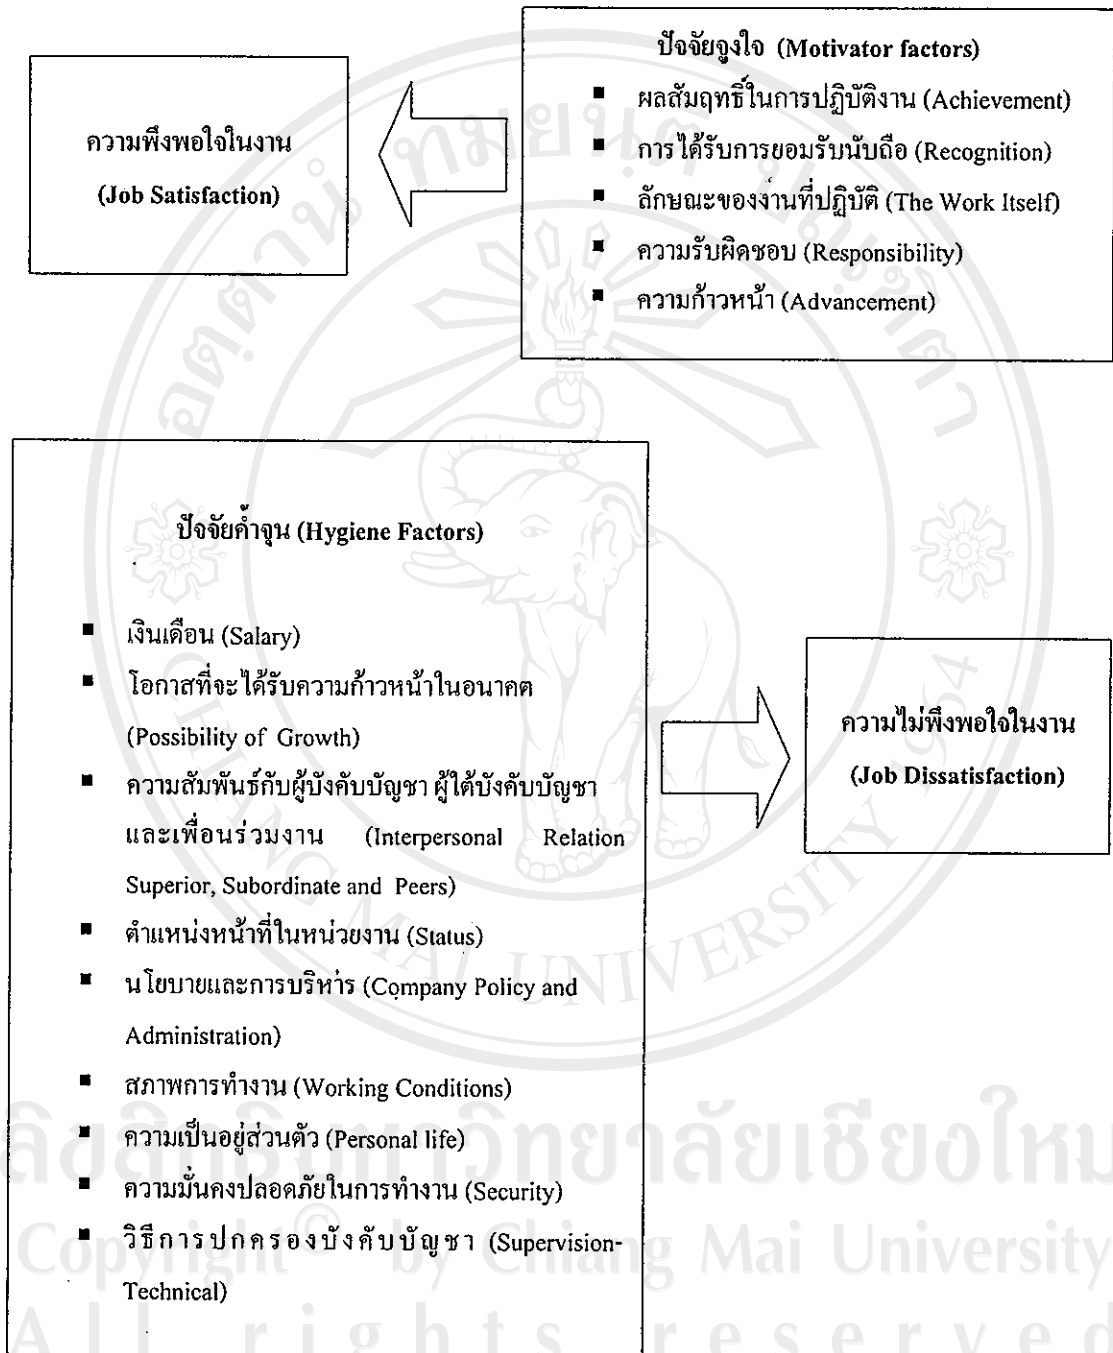 ความพึงพอใจในงาน
(Job Satisfaction)
ปัจจัยจูงใจ (Motivator factors)
■ ผลสัมฤทธิ์ในการปฏิบัติงาน (Achievement)
■ การได้รับการยอมรับนับถือ (Recognition)
■ ลักษณะของงานที่ปฏิบัติ (The Work Itself)
■ ความรับผิดชอบ (Responsibility)
■ ความก้าวหน้า (Advancement)
ปัจจัยค้ำจุน (Hygiene Factors)
■ เงินเดือน (Salary)
■ โอกาสที่จะได้รับความก้าวหน้าในอนาคต
(Possibility of Growth)
■ ความสัมพันธ์กับผู้บังคับบัญชา ผู้ใต้บังคับบัญชา
และเพื่อนร่วมงาน (Interpersonal Relation
Superior, Subordinate and Peers)
■ ตำแหน่งหน้าที่ในหน่วยงาน (Status)
■ นโยบายและการบริหาร (Company Policy and
Administration)
■ สภาพการทำงาน (Working Conditions)
■ ความเป็นอยู่ส่วนตัว (Personal life)
■ ความมั่นคงปลอดภัยในการทำงาน (Security)
■ วิธีการปกครองบังคับบัญชา (Supervision-
Technical)
ความไม่พึงพอใจในงาน
(Job Dissatisfaction)
อตฺตานํ ทมยนฺติ ปณฺฑิตา
CHIANG MAI UNIVERSITY 1964
ลิขสิทธิ์มหาวิทยาลัยเชียงใหม
Copyright © by Chiang Mai University
All rights reserved